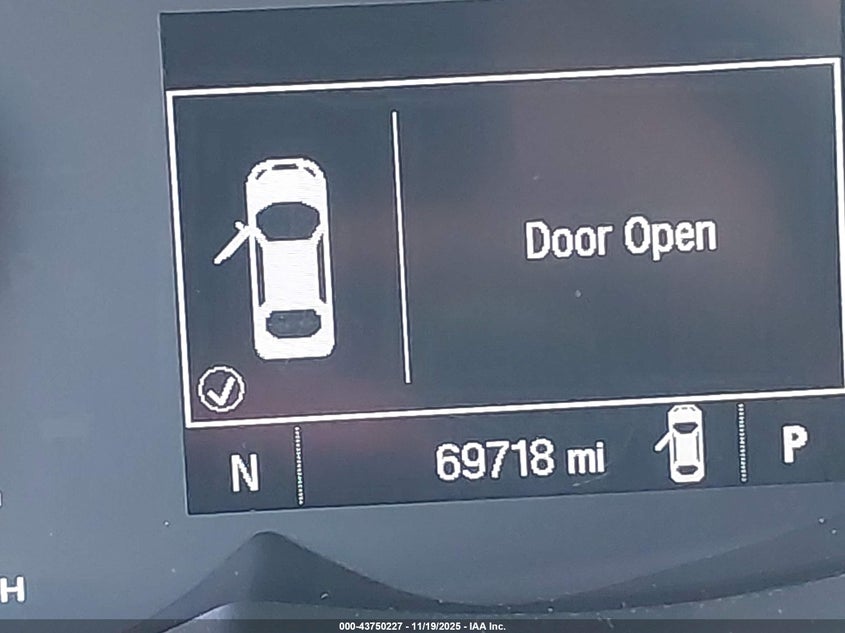 Door Open
N
69718 mi
P
H
000-43750227 - 11/19/2025 - IAA Inc.